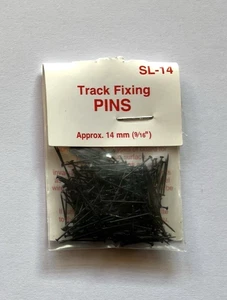 SL-14
Track Fixing
PINS
Approx. 14 mm (9/16")